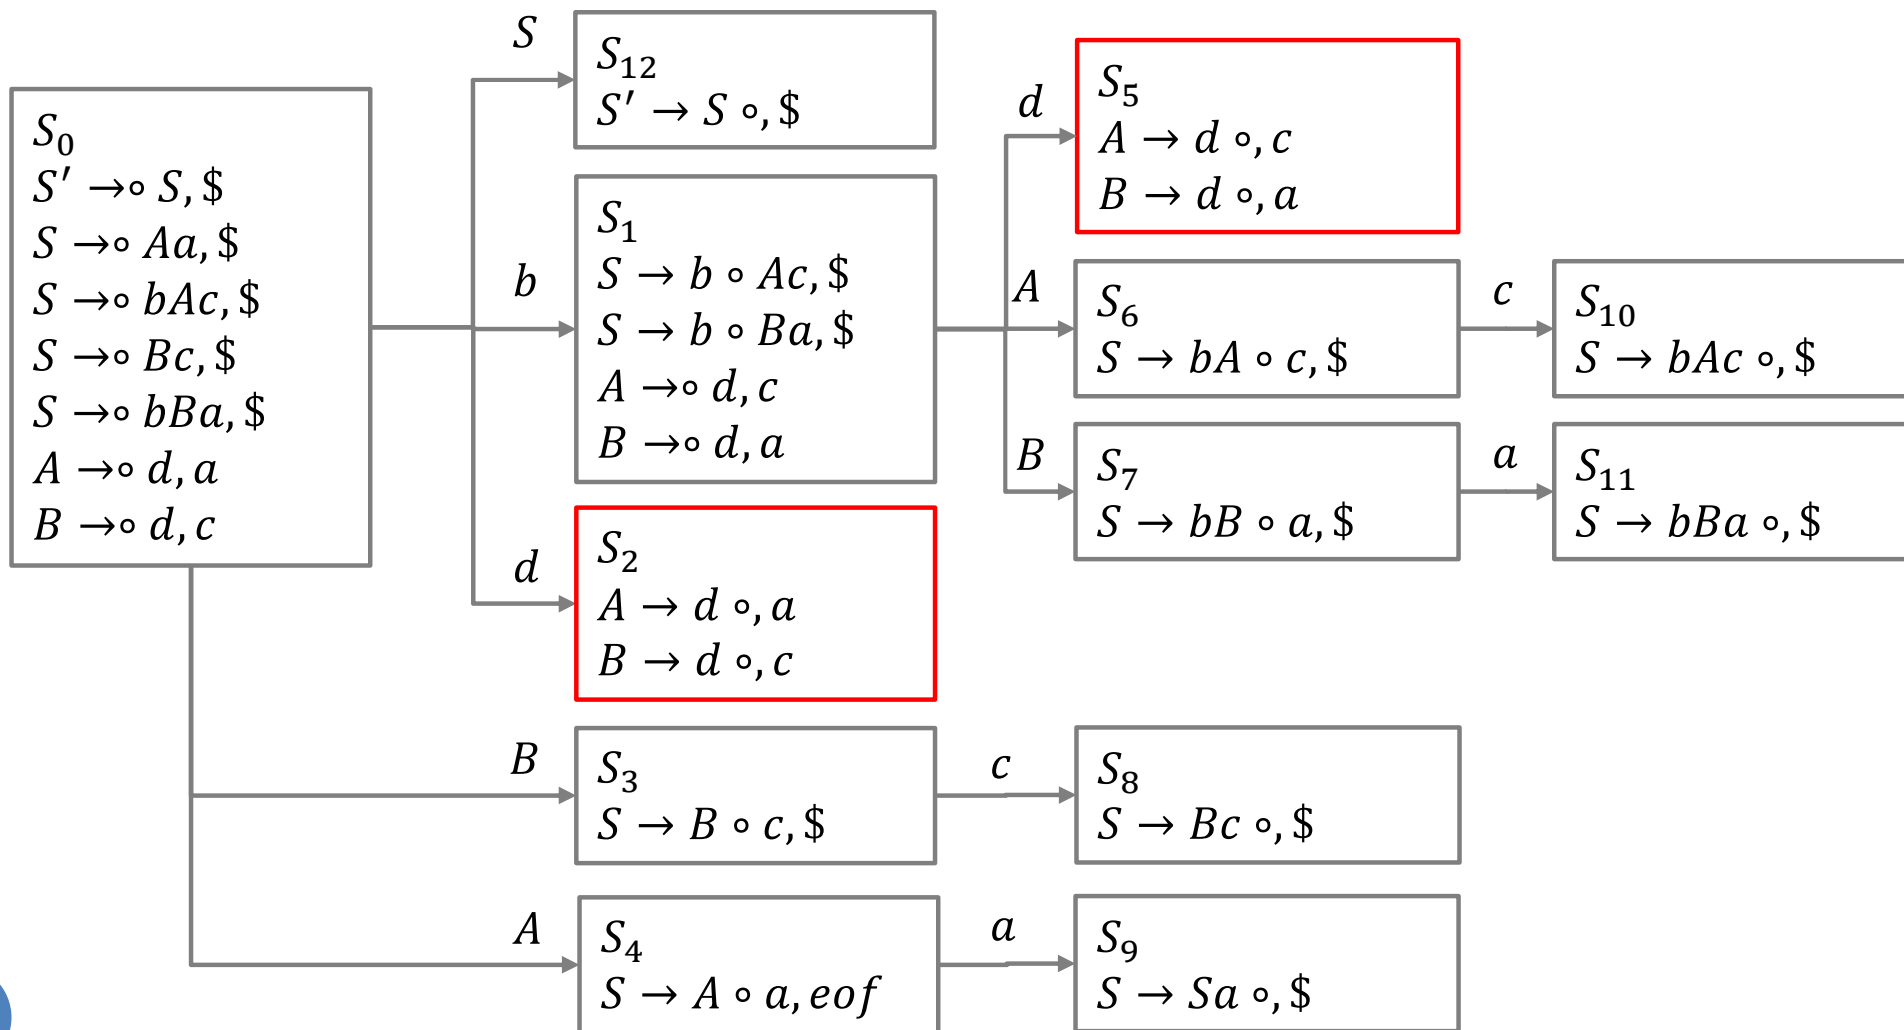 S₀
S′ →∘ S, $
S →∘ Aa, $
S →∘ bAc, $
S →∘ Bc, $
S →∘ bBa, $
A →∘ d, a
B →∘ d, c
S
S₁₂
S′ → S ∘, $
b
S₁
S → b ∘ Ac, $
S → b ∘ Ba, $
A →∘ d, c
B →∘ d, a
d
S₂
A → d ∘, a
B → d ∘, c
B
S₃
S → B ∘ c, $
A
S₄
S → A ∘ a, eof
d
S₅
A → d ∘, c
B → d ∘, a
A
S₆
S → bA ∘ c, $
B
S₇
S → bB ∘ a, $
c
S₈
S → Bc ∘, $
a
S₉
S → Sa ∘, $
c
S₁₀
S → bAc ∘, $
a
S₁₁
S → bBa ∘, $